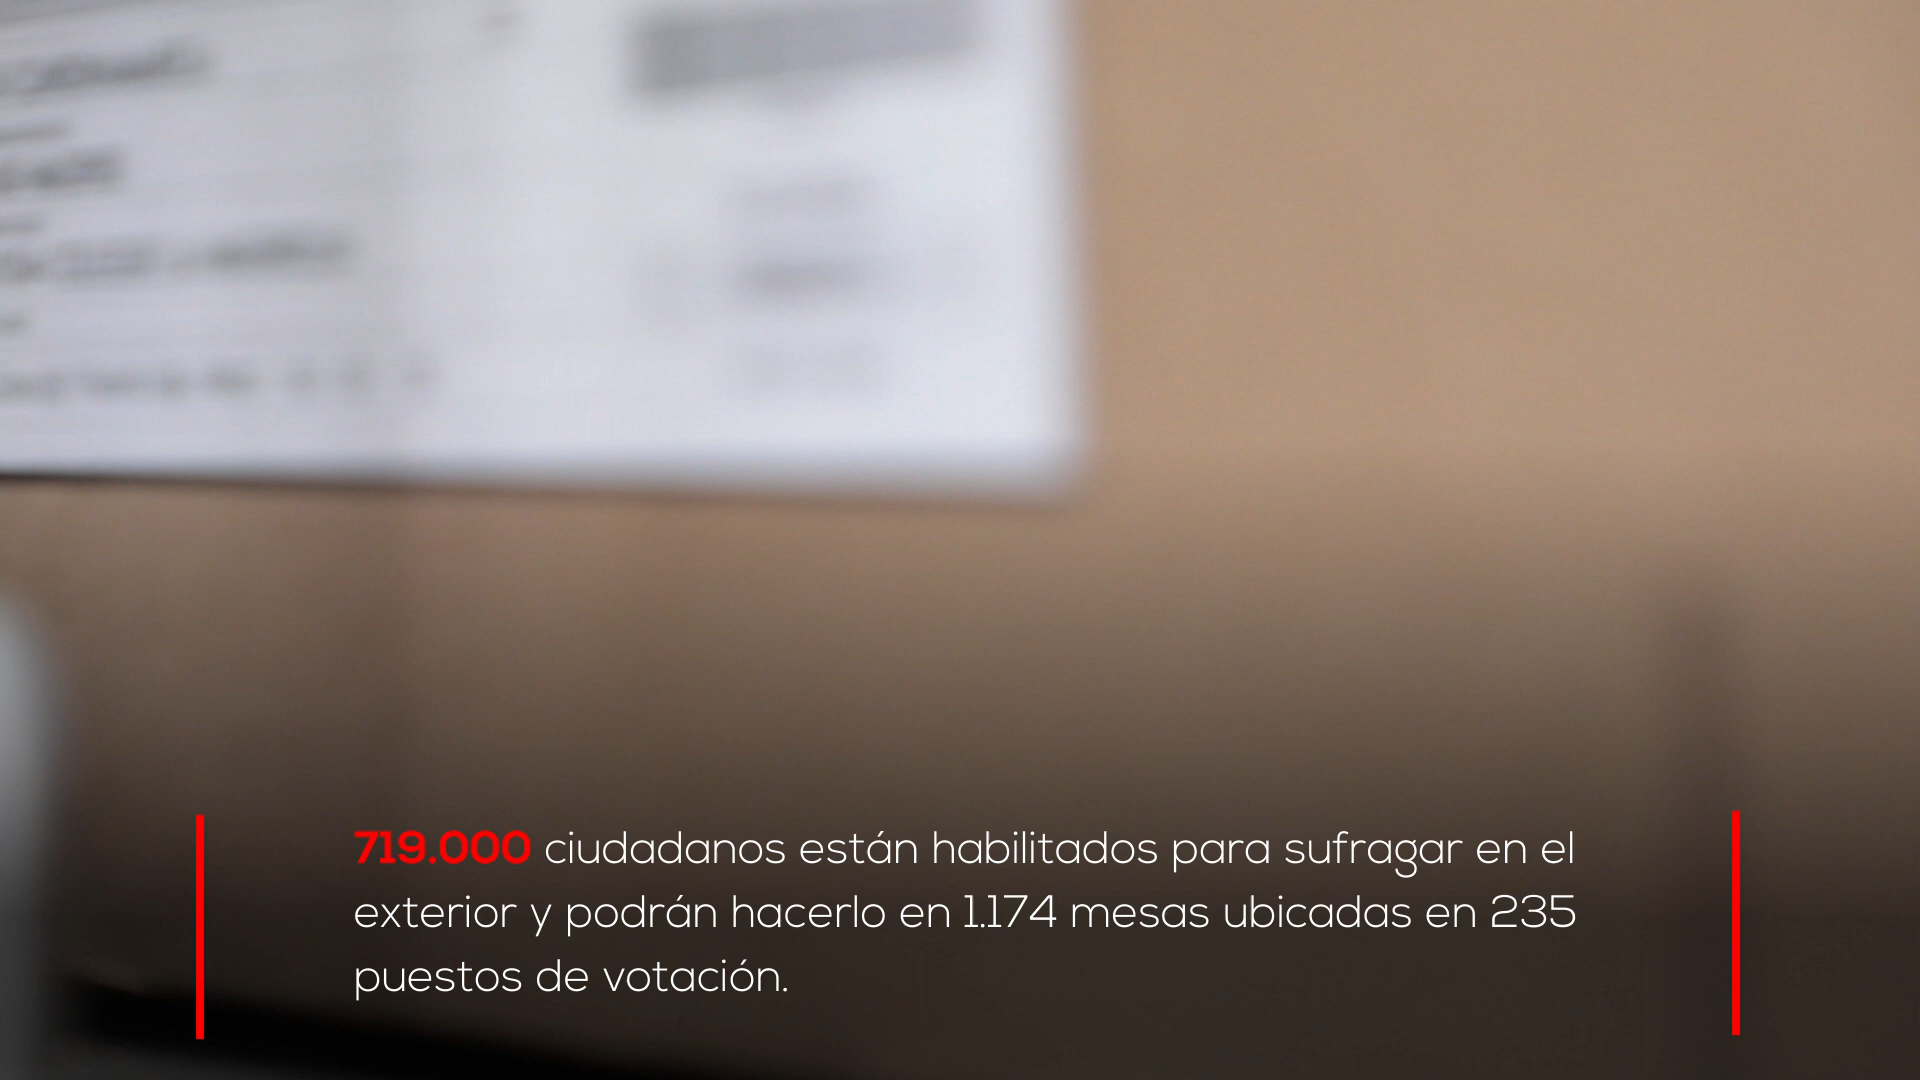 719.000 ciudadanos están habilitados para sufragar en el
exterior y podrán hacerlo en 1.174 mesas ubicadas en 235
puestos de votación.